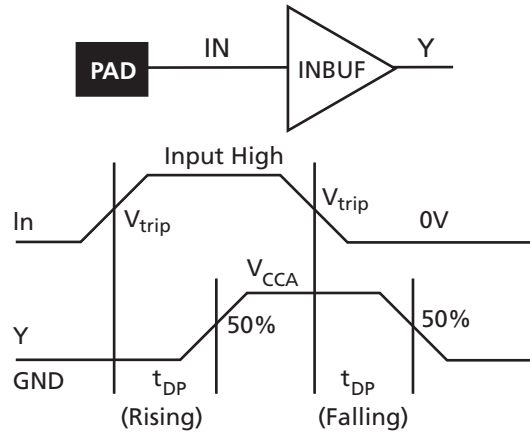 IN
Y
PAD
INBUF
Input High
In
V_trip
V_trip
0V
V_CCA
Y
50%
50%
GND
t_DP
t_DP
(Rising)
(Falling)